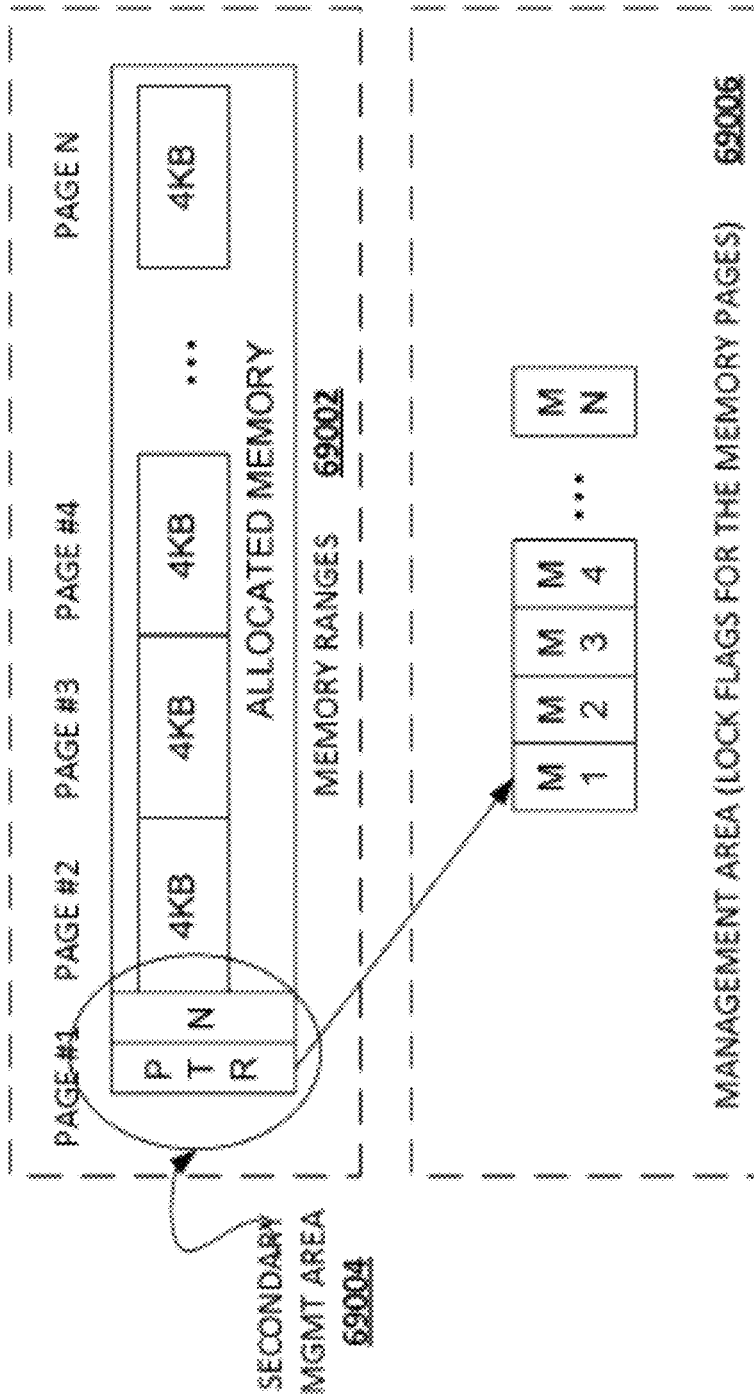 PAGE #1 PAGE #2 PAGE #3 PAGE #4 PAGE N
PTR N 4KB 4KB 4KB ... 4KB
ALLOCATED MEMORY
MEMORY RANGES 69002
SECONDARY
MGMT AREA
69004
M M M M M
1 2 3 4 ... N
MANAGEMENT AREA (LOCK FLAGS FOR THE MEMORY PAGES) 69006